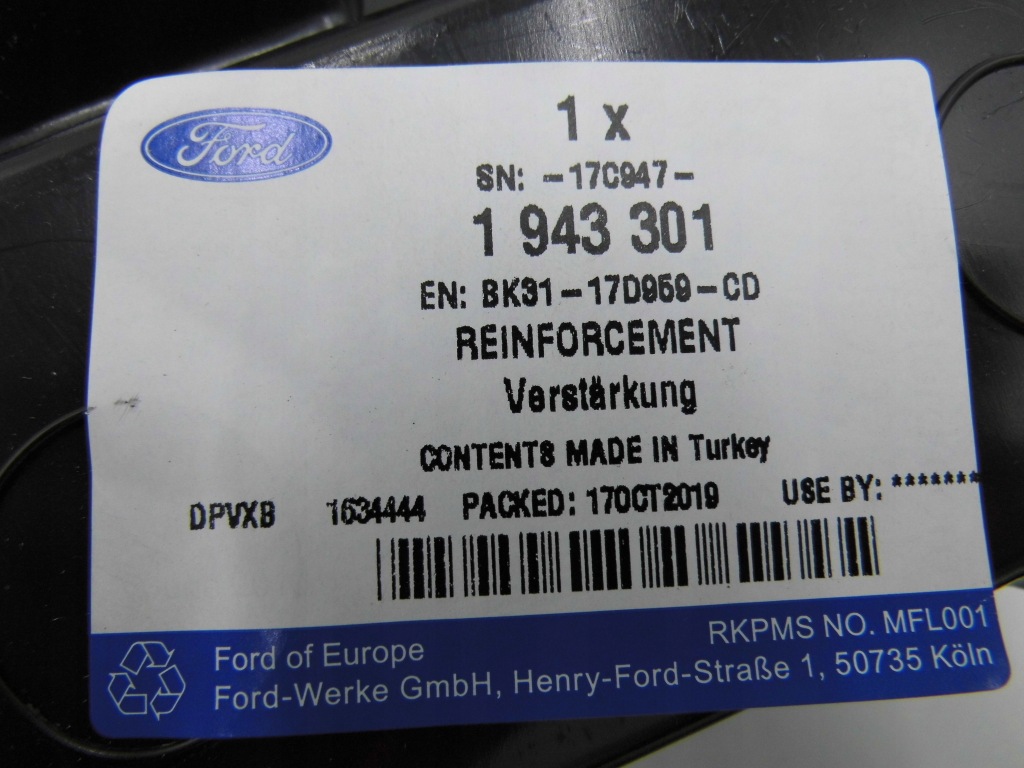 Ford
1 x
SN: -17C947-
1 943 301
EN: BK31-17D959-CD
REINFORCEMENT
Verstärkung
CONTENTS MADE IN Turkey
DPVXB 1634444 PACKED: 17OCT2019 USE BY: *******
RKPMS NO. MFL001
Ford of Europe
Ford-Werke GmbH, Henry-Ford-Straße 1, 50735 Köln